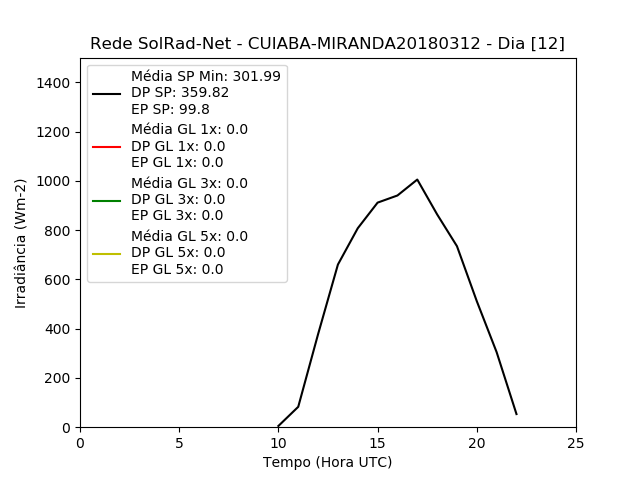 Rede SolRad-Net - CUIABA-MIRANDA20180312 - Dia [12]
Média SP Min: 301.99
DP SP: 359.82
EP SP: 99.8
Média GL 1x: 0.0
DP GL 1x: 0.0
EP GL 1x: 0.0
Média GL 3x: 0.0
DP GL 3x: 0.0
EP GL 3x: 0.0
Média GL 5x: 0.0
DP GL 5x: 0.0
EP GL 5x: 0.0
Irradiância (Wm-2)
1400
1200
1000
800
600
400
200
0
0 5 10 15 20 25
Tempo (Hora UTC)